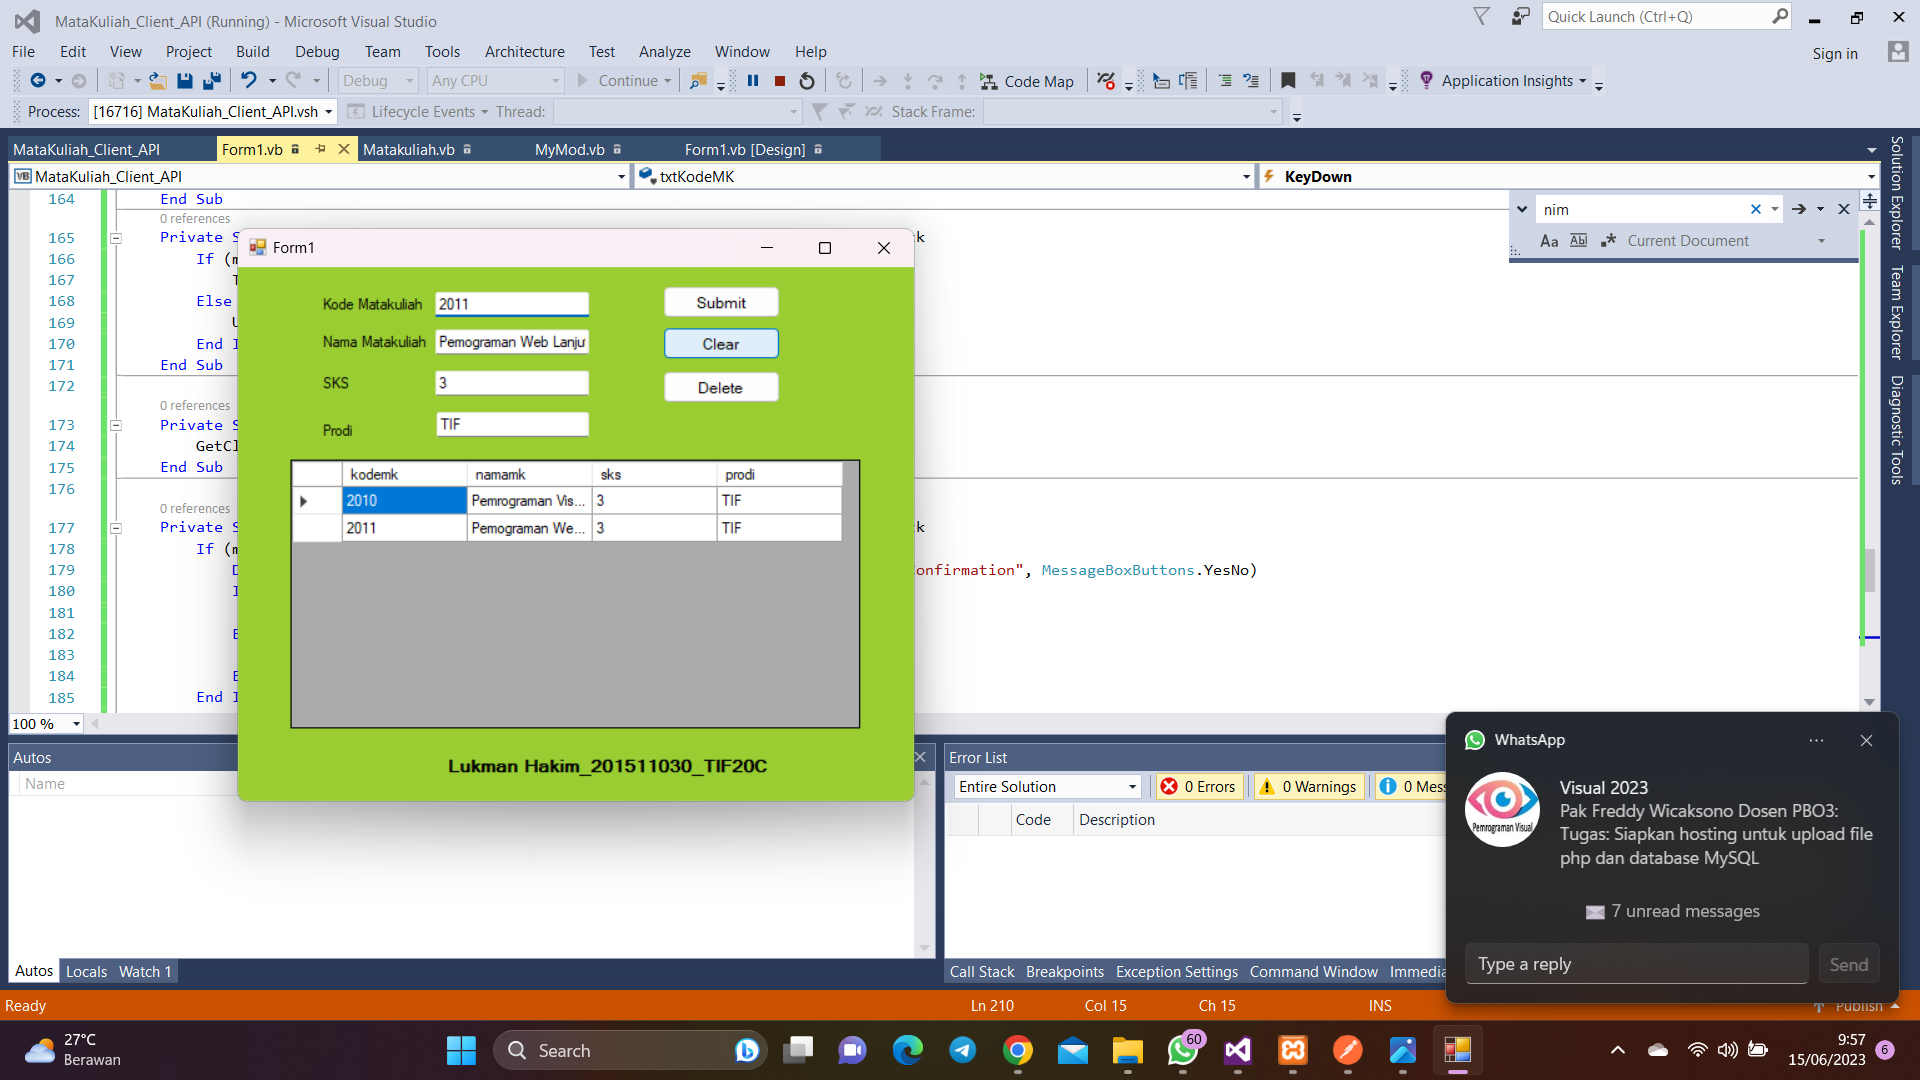 MataKuliah_Client_API (Running) - Microsoft Visual Studio
Quick Launch (Ctrl+Q)
File Edit View Project Build Debug Team Tools Architecture Test Analyze Window Help
Sign in
Debug Any CPU Continue Code Map Application Insights
Process: [16716] MataKuliah_Client_API.vsh Lifecycle Events Thread: Stack Frame:
MataKuliah_Client_API Form1.vb Matakuliah.vb MyMod.vb Form1.vb [Design]
VB MataKuliah_Client_API txtKodeMK KeyDown
Solution Explorer
Team Explorer
Diagnostic Tools
nim
Aa Abl Current Document
164 End Sub
0 references
165 Private S
166 If (m
167 T
168 Else
169 U
170 End I
171 End Sub
172
0 references
173 Private S
174 GetCl
175 End Sub
176
0 references
177 Private S
178 If (m
179 D onfirmation", MessageBoxButtons.YesNo)
180 I
181
182 E
183
184 E
185 End I
100 %
Form1
Kode Matakuliah 2011 Submit
Nama Matakuliah Pemograman Web Lanju Clear
SKS 3 Delete
Prodi TIF
kodemk namamk sks prodi
2010 Pemrograman Vis... 3 TIF
2011 Pemograman We... 3 TIF
Lukman Hakim_201511030_TIF20C
Autos
Name
Autos Locals Watch 1
Error List
Entire Solution 0 Errors 0 Warnings 0 Mess
Code Description
Call Stack Breakpoints Exception Settings Command Window Immedia
WhatsApp
Pemrograman Visual
Visual 2023
Pak Freddy Wicaksono Dosen PBO3:
Tugas: Siapkan hosting untuk upload file
php dan database MySQL
7 unread messages
Type a reply Send
Ready Ln 210 Col 15 Ch 15 INS Publish
27°C
Berawan
Search
60
9:57
15/06/2023
6